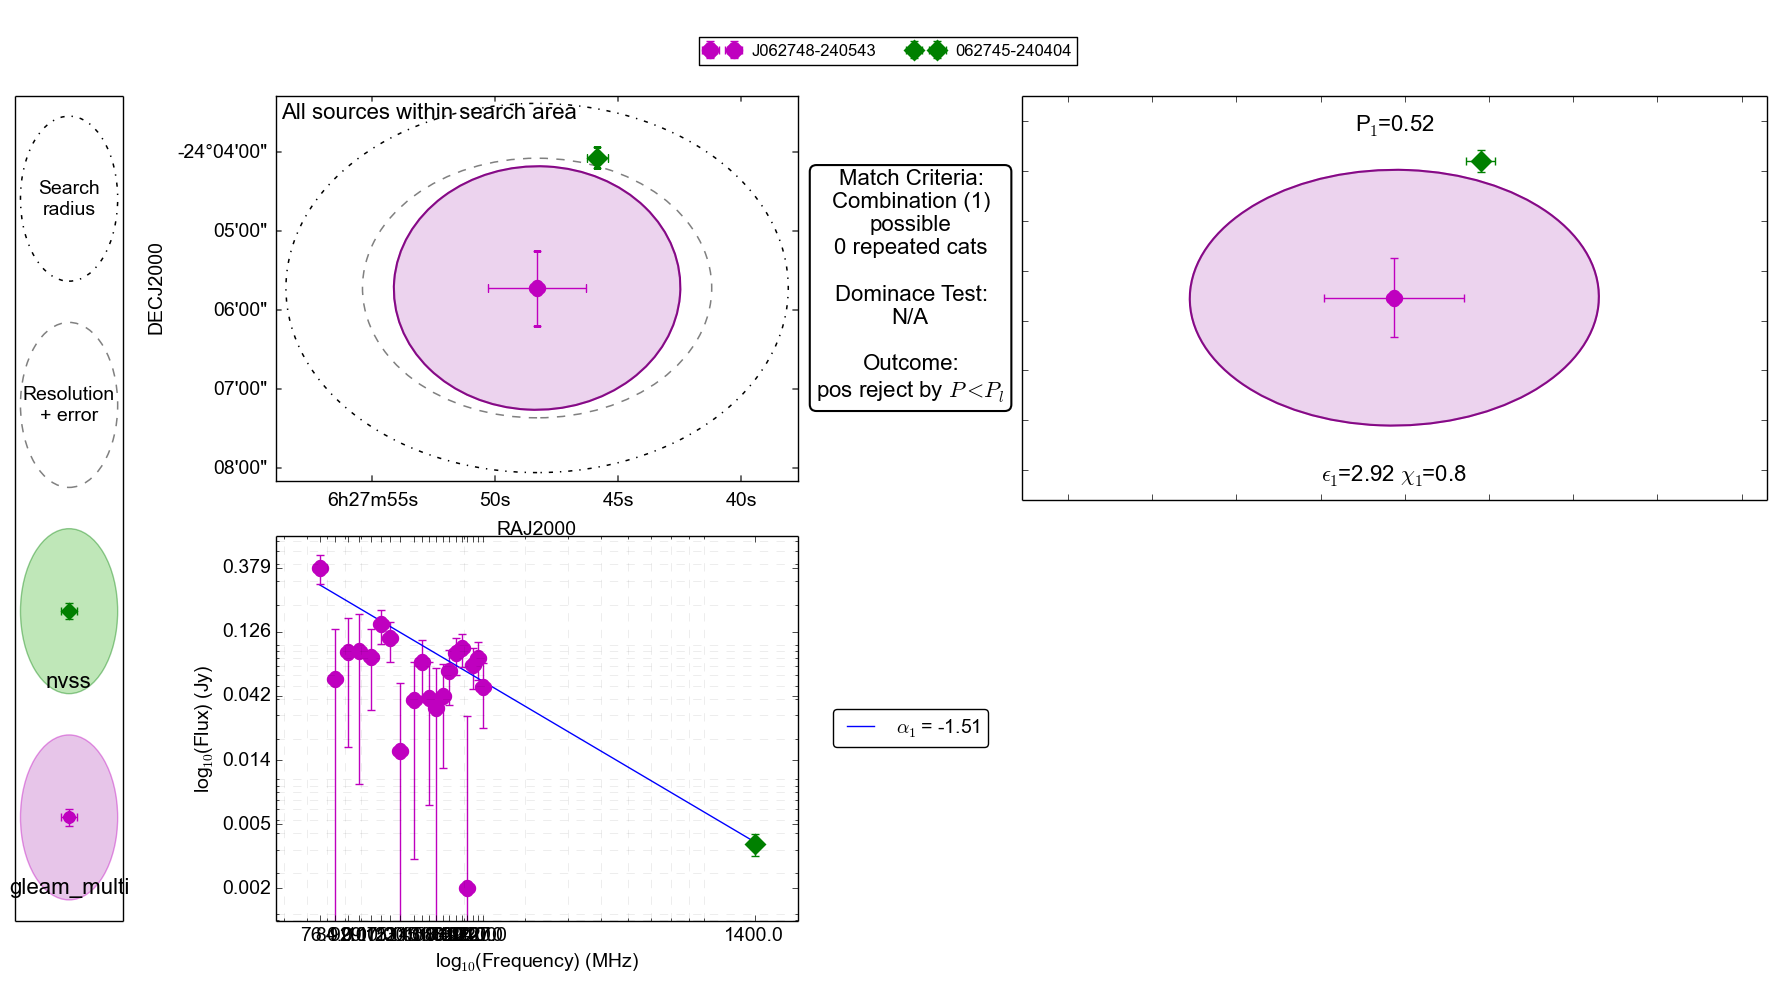 J062748-240543 062745-240404
Search
radius
Resolution
+ error
nvss
gleam_multi
All sources within search area
DECJ2000
-24°04'00"
05'00"
06'00"
07'00"
08'00"
6h27m55s 50s 45s 40s
RAJ2000
Match Criteria:
Combination (1)
possible
0 repeated cats
Dominace Test:
N/A
Outcome:
pos reject by P<Pl
P1=0.52
ϵ1=2.92 χ1=0.8
log10(Flux) (Jy)
0.379
0.126
0.042
0.014
0.005
0.002
1400.0
log10(Frequency) (MHz)
α1 = -1.51